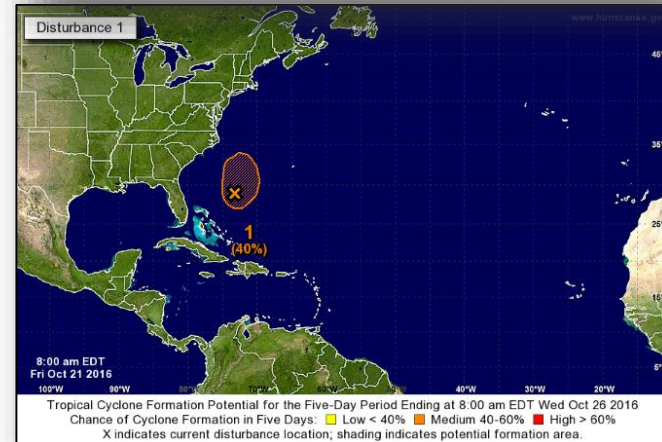 Disturbance 1
www.hurricanes.go
45°
35°
25°
15°
5°
1
(40%)
8:00 am EDT
Fri Oct 21 2016
100°W 90°W 80°W 70°W 60°W 50°W 40°W 30°W 20°W
Tropical Cyclone Formation Potential for the Five-Day Period Ending at 8:00 am EDT Wed Oct 26 2016
Chance of Cyclone Formation in Five Days: Low < 40% Medium 40-60% High > 60%
X indicates current disturbance location; shading indicates potential formation area.